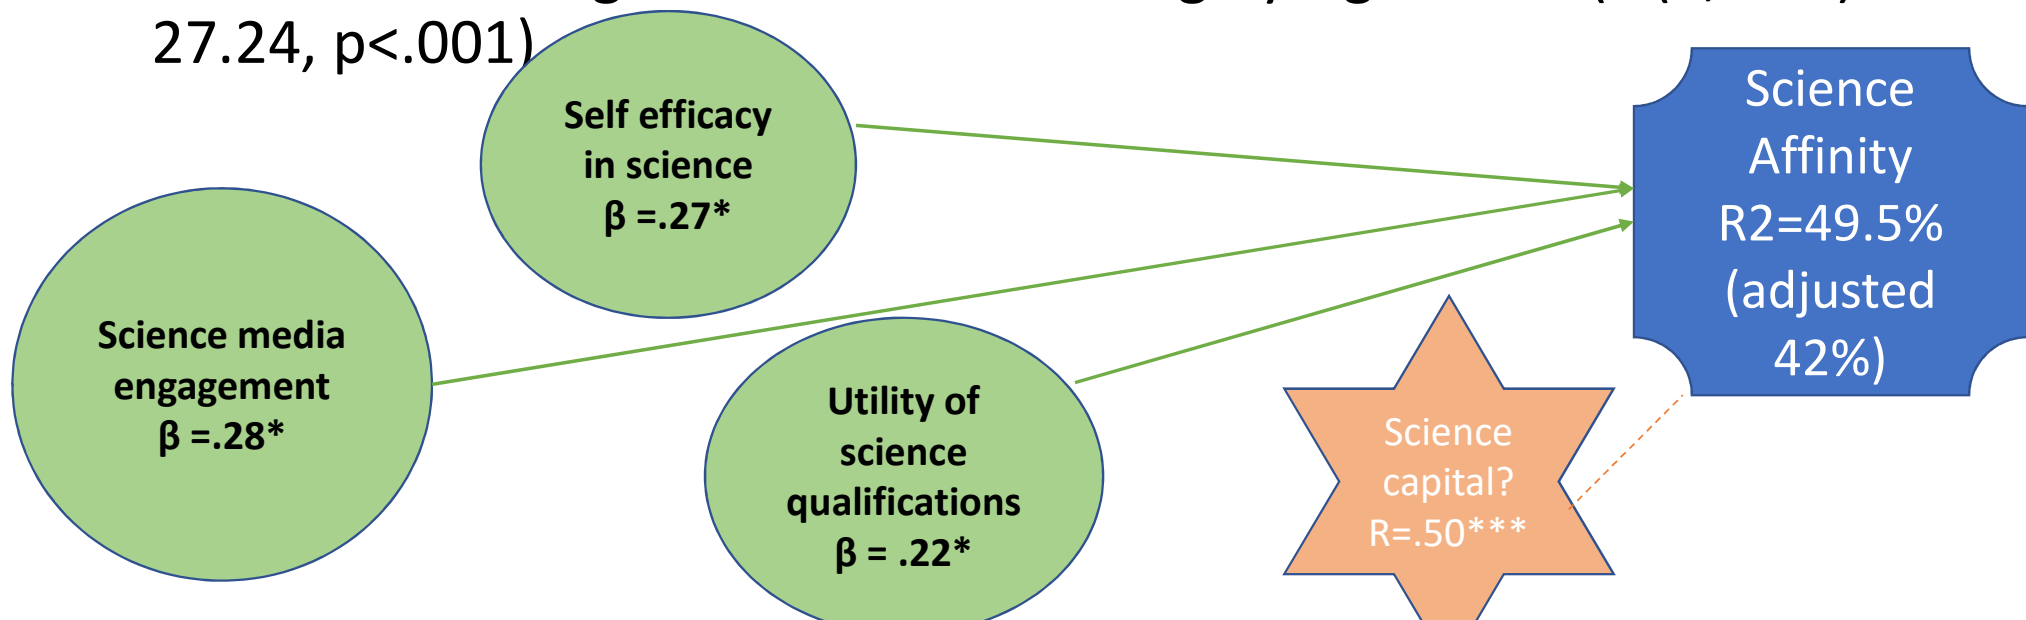 27.24, p<.001)
Self efficacy
in science
β =.27*
Science media
engagement
β =.28*
Utility of
science
qualifications
β = .22*
Science
capital?
R=.50***
Science
Affinity
R2=49.5%
(adjusted
42%)